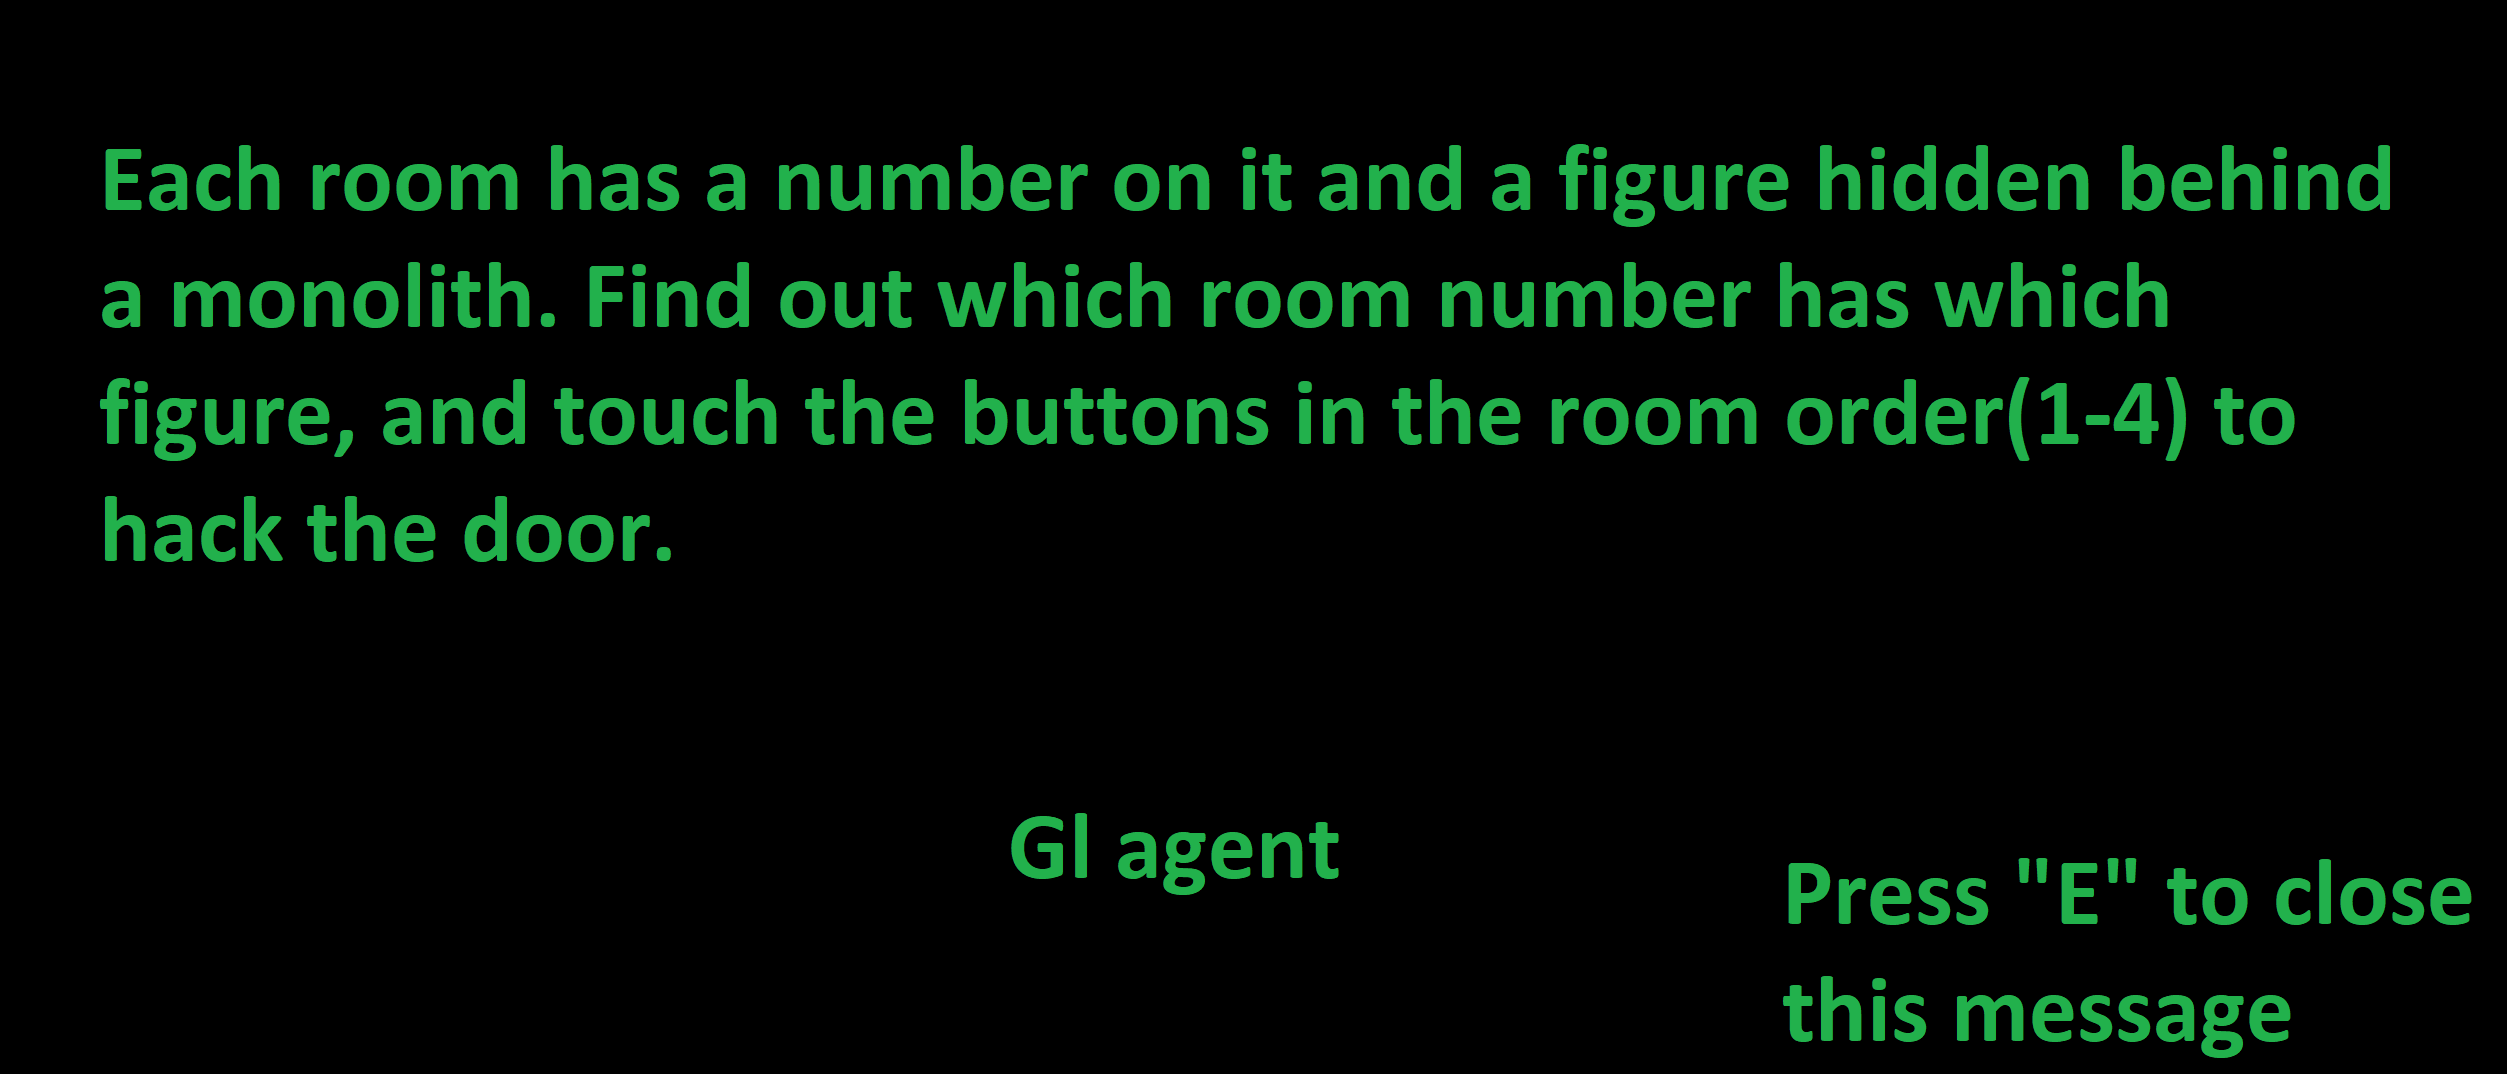 Each room has a number on it and a figure hidden behind
a monolith. Find out which room number has which
figure, and touch the buttons in the room order(1-4) to
hack the door.
Gl agent
Press "E" to close
this message